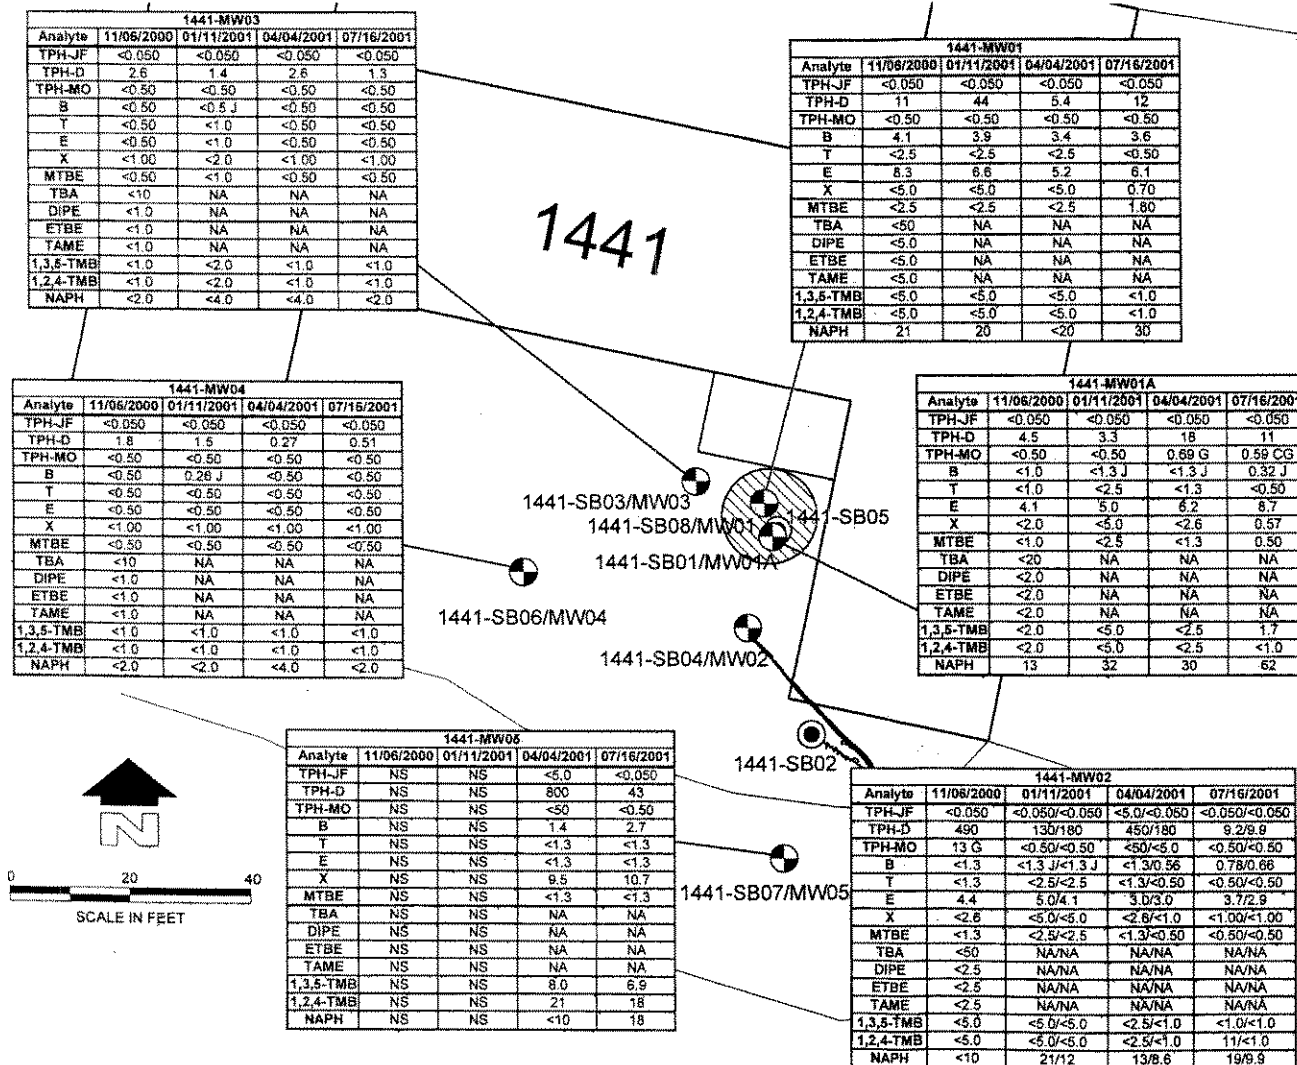 1441-MW03
Analyte 11/06/2000 01/11/2001 04/04/2001 07/16/2001
TPH-JF <0.050 <0.050 <0.050 <0.050
TPH-D 2.6 1.4 2.6 1.3
TPH-MO <0.50 <0.50 <0.50 <0.50
B <0.50 <0.5 J <0.50 <0.50
T <0.50 <1.0 <0.50 <0.50
E <0.50 <1.0 <0.50 <0.50
X <1.00 <2.0 <1.00 <1.00
MTBE <0.50 <1.0 <0.50 <0.50
TBA <10 NA NA NA
DIPE <1.0 NA NA NA
ETBE <1.0 NA NA NA
TAME <1.0 NA NA NA
1,3,5-TMB <1.0 <2.0 <1.0 <1.0
1,2,4-TMB <1.0 <2.0 <1.0 <1.0
NAPH <2.0 <4.0 <4.0 <2.0
1441-MW01
Analyte 11/06/2000 01/11/2001 04/04/2001 07/16/2001
TPH-JF <0.050 <0.050 <0.050 <0.050
TPH-D 11 44 5.4 12
TPH-MO <0.50 <0.50 <0.50 <0.50
B 4.1 3.9 3.4 3.6
T <2.5 <2.5 <2.5 <0.50
E 8.3 6.6 5.2 6.1
X <5.0 <5.0 <5.0 0.70
MTBE <2.5 <2.5 <2.5 1.80
TBA <50 NA NA NA
DIPE <5.0 NA NA NA
ETBE <5.0 NA NA NA
TAME <5.0 NA NA NA
1,3,5-TMB <5.0 <5.0 <5.0 <1.0
1,2,4-TMB <5.0 <5.0 <5.0 <1.0
NAPH 21 20 <20 30
1441
1441-MW04
Analyte 11/06/2000 01/11/2001 04/04/2001 07/16/2001
TPH-JF <0.050 <0.050 <0.050 <0.050
TPH-D 1.8 1.5 0.27 0.51
TPH-MO <0.50 <0.50 <0.50 <0.50
B <0.50 0.26 J <0.50 <0.50
T <0.50 <0.50 <0.50 <0.50
E <0.50 <0.50 <0.50 <0.50
X <1.00 <1.00 <1.00 <1.00
MTBE <0.50 <0.50 <0.50 <0.50
TBA <10 NA NA NA
DIPE <1.0 NA NA NA
ETBE <1.0 NA NA NA
TAME <1.0 NA NA NA
1,3,5-TMB <1.0 <1.0 <1.0 <1.0
1,2,4-TMB <1.0 <1.0 <1.0 <1.0
NAPH <2.0 <2.0 <4.0 <2.0
1441-MW01A
Analyte 11/06/2000 01/11/2001 04/04/2001 07/16/2001
TPH-JF <0.050 <0.050 <0.050 <0.050
TPH-D 4.5 3.3 18 11
TPH-MO <0.50 <0.50 0.69 G 0.59 CG
B <1.0 <1.3 J <1.3 J 0.32 J
T <1.0 <2.5 <1.3 <0.50
E 4.1 5.0 6.2 8.7
X <2.0 <5.0 <2.6 0.57
MTBE <1.0 <2.5 <1.3 0.50
TBA <20 NA NA NA
DIPE <2.0 NA NA NA
ETBE <2.0 NA NA NA
TAME <2.0 NA NA NA
1,3,5-TMB <2.0 <5.0 <2.5 1.7
1,2,4-TMB <2.0 <5.0 <2.5 <1.0
NAPH 13 32 30 62
1441-SB03/MW03
1441-SB08/MW01
1441-SB05
1441-SB01/MW01A
1441-SB06/MW04
1441-SB04/MW02
1441-SB02
1441-SB07/MW05
1441-MW05
Analyte 11/06/2000 01/11/2001 04/04/2001 07/16/2001
TPH-JF NS NS <5.0 <0.050
TPH-D NS NS 800 43
TPH-MO NS NS <50 <0.50
B NS NS 1.4 2.7
T NS NS <1.3 <1.3
E NS NS <1.3 <1.3
X NS NS 9.5 10.7
MTBE NS NS <1.3 <1.3
TBA NS NS NA NA
DIPE NS NS NA NA
ETBE NS NS NA NA
TAME NS NS NA NA
1,3,5-TMB NS NS 8.0 6.9
1,2,4-TMB NS NS 21 18
NAPH NS NS <10 18
1441-MW02
Analyte 11/06/2000 01/11/2001 04/04/2001 07/16/2001
TPH-JF <0.050 <0.050/<0.050 <5.0/<0.050 <0.050/<0.050
TPH-D 490 130/180 450/180 9.2/9.9
TPH-MO 13 G <0.50/<0.50 <50/<5.0 <0.50/<0.50
B <1.3 <1.3 J/<1.3 J <1.3/0.56 0.78/0.66
T <1.3 <2.5/<2.5 <1.3/<0.50 <0.50/<0.50
E 4.4 5.0/4.1 3.0/3.0 3.7/2.9
X <2.6 <5.0/<5.0 <2.6/<1.0 <1.00/<1.00
MTBE <1.3 <2.5/<2.5 <1.3/<0.50 <0.50/<0.50
TBA <50 NA/NA NA/NA NA/NA
DIPE <2.5 NA/NA NA/NA NA/NA
ETBE <2.5 NA/NA NA/NA NA/NA
TAME <2.5 NA/NA NA/NA NA/NA
1,3,5-TMB <5.0 <5.0/<5.0 <2.5/<1.0 <1.0/<1.0
1,2,4-TMB <5.0 <5.0/<5.0 <2.5/<1.0 11/<1.0
NAPH <10 21/12 13/8.6 19/9.9
N
0 20 40
SCALE IN FEET